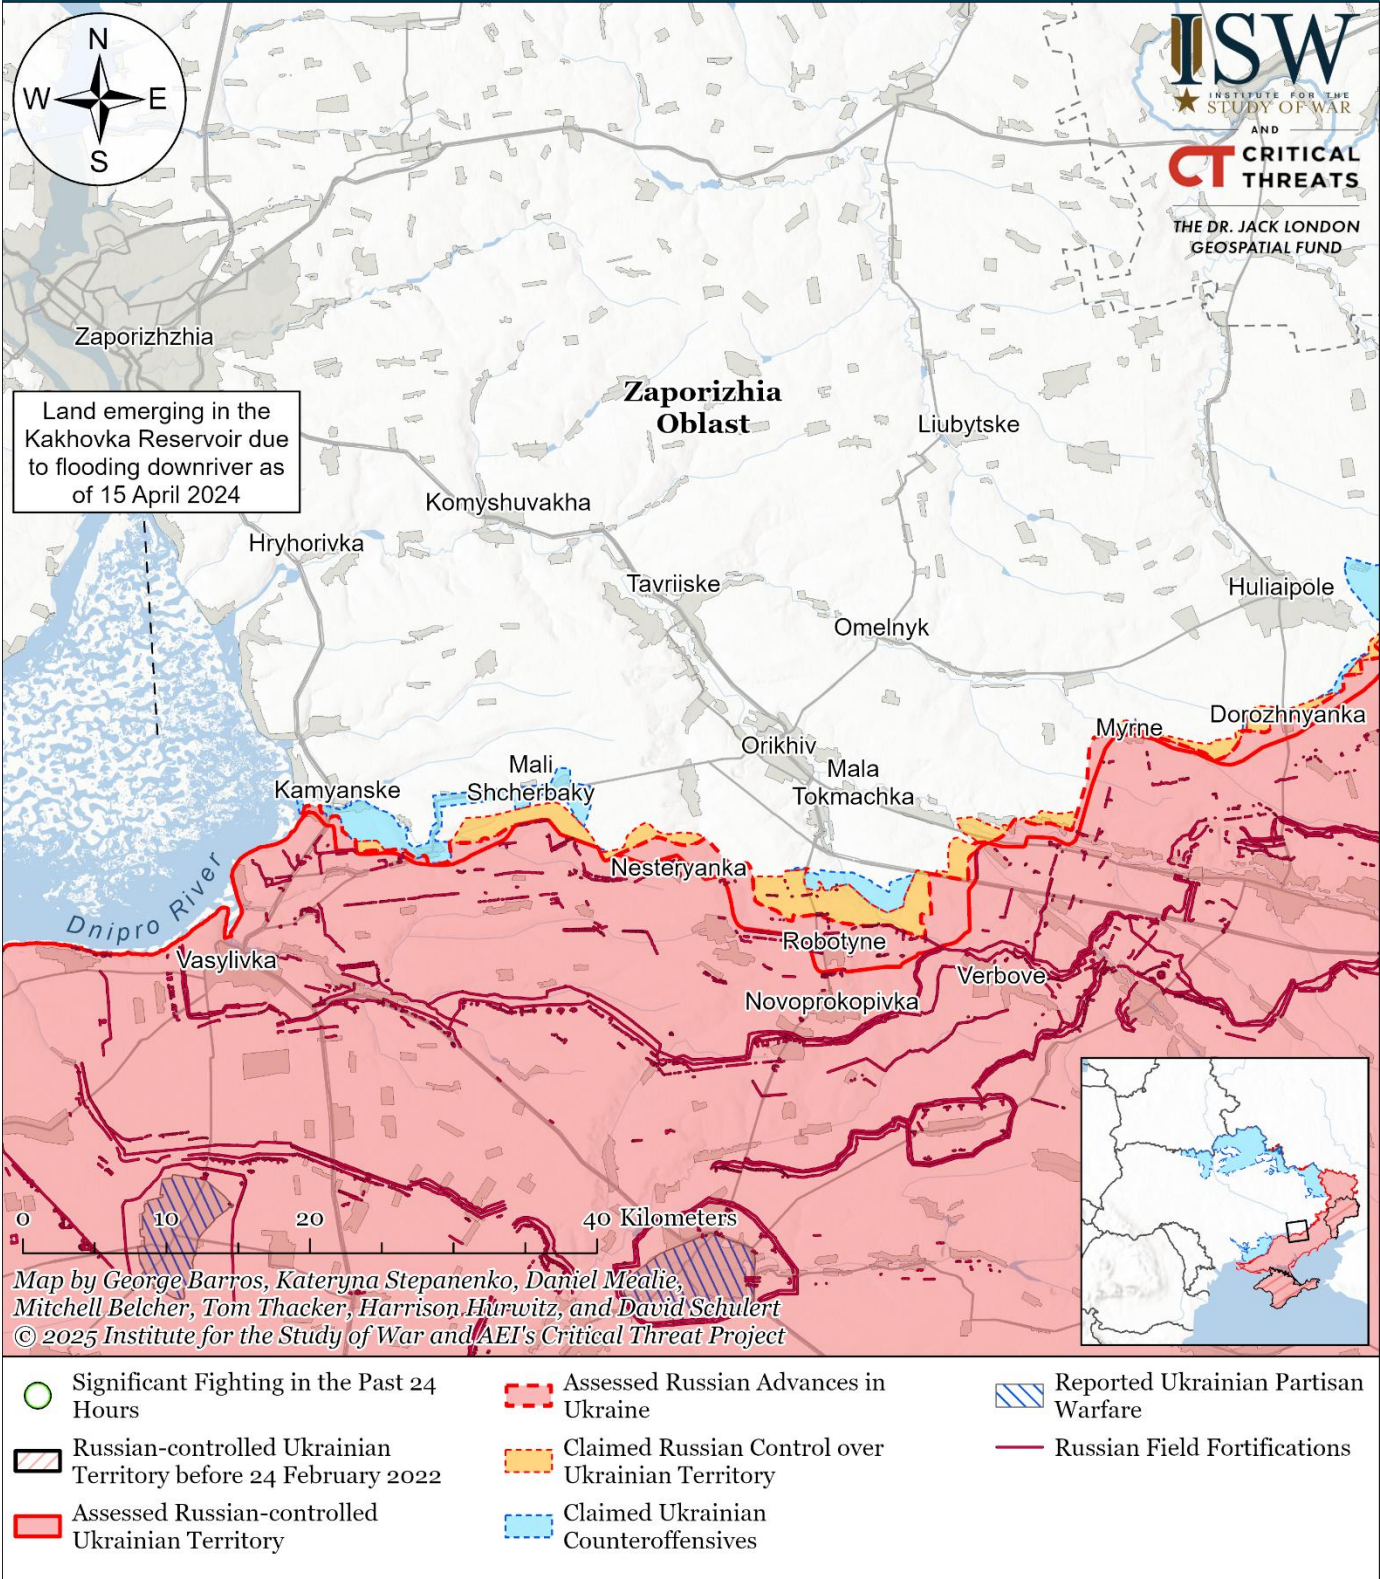 N
W
E
S
ISW
INSTITUTE FOR THE
STUDY OF WAR
AND
CT CRITICAL
THREATS
THE DR. JACK LONDON
GEOSPATIAL FUND
Zaporizhzhia
Land emerging in the
Kakhovka Reservoir due
to flooding downriver as
of 15 April 2024
Zaporizhia
Oblast
Liubytske
Komyshuvakha
Hryhorivka
Tavriiske
Huliaipole
Omelnyk
Dorozhnyanka
Myrne
Orikhiv
Mali
Shcherbaky
Mala
Tokmachka
Kamyanske
Nesteryanka
Dnipro River
Robotyne
Vasylivka
Verbove
Novoprokopivka
0 10 20 40 Kilometers
Map by George Barros, Kateryna Stepanenko, Daniel Mealie,
Mitchell Belcher, Tom Thacker, Harrison Hurwitz, and David Schulert
© 2025 Institute for the Study of War and AEI's Critical Threat Project
Significant Fighting in the Past 24
Hours
Russian-controlled Ukrainian
Territory before 24 February 2022
Assessed Russian-controlled
Ukrainian Territory
Assessed Russian Advances in
Ukraine
Claimed Russian Control over
Ukrainian Territory
Claimed Ukrainian
Counteroffensives
Reported Ukrainian Partisan
Warfare
Russian Field Fortifications